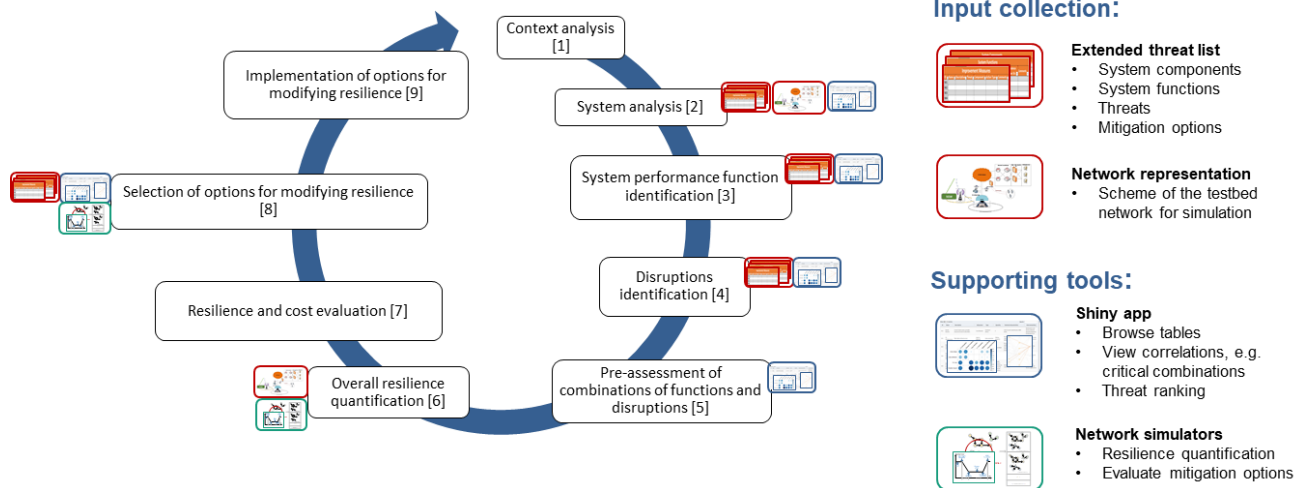 Context analysis
[1]
System analysis [2]
System performance function
identification [3]
Disruptions
identification [4]
Pre-assessment of
combinations of functions and
disruptions [5]
Overall resilience
quantification [6]
Resilience and cost evaluation [7]
Selection of options for modifying resilience
[8]
Implementation of options for
modifying resilience [9]
Input collection:
Extended threat list
• System components
• System functions
• Threats
• Mitigation options
Network representation
• Scheme of the testbed
network for simulation
Supporting tools:
Shiny app
• Browse tables
• View correlations, e.g.
critical combinations
• Threat ranking
Network simulators
• Resilience quantification
• Evaluate mitigation options